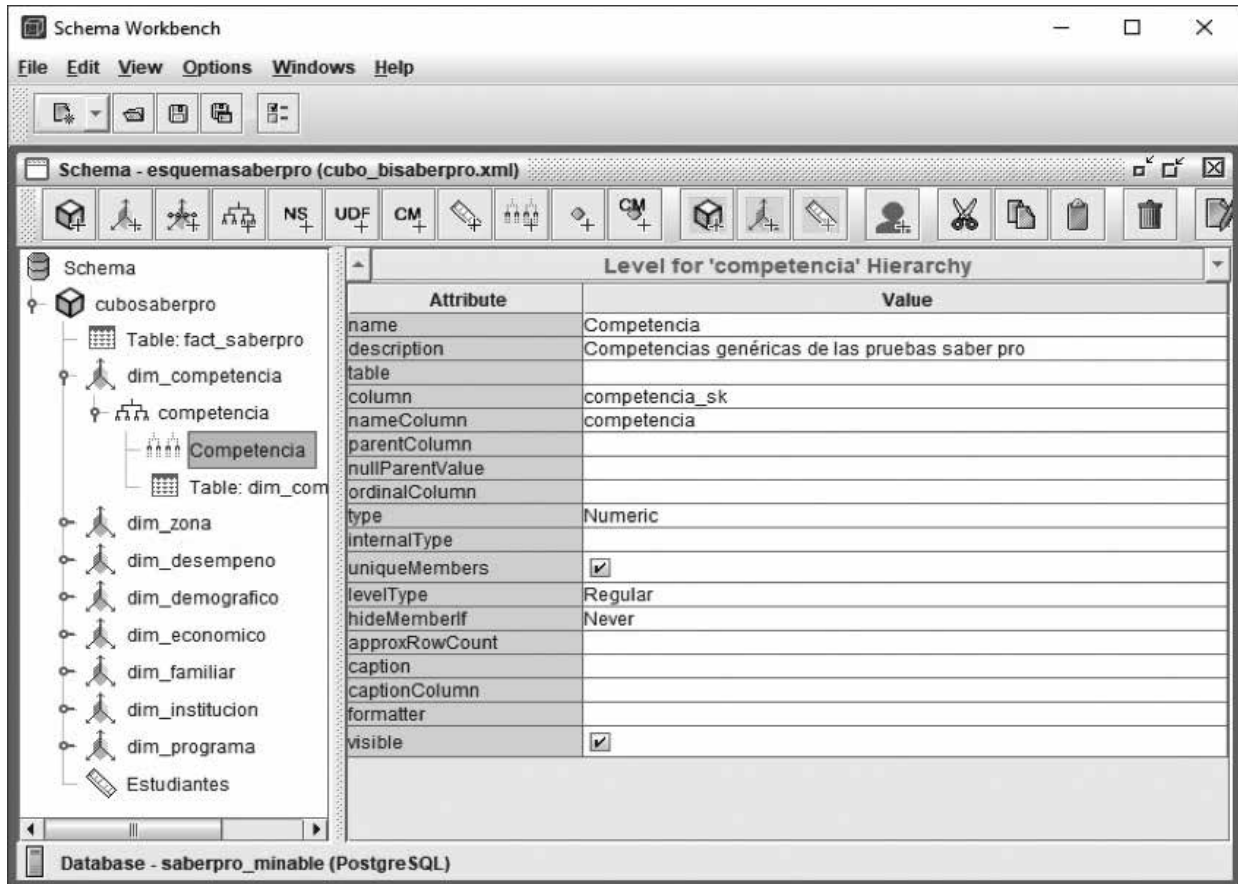 Schema Workbench
File Edit View Options Windows Help
Schema - esquemasaberpro (cubo_bisaberpro.xml)
NS UDF CM CM
Schema
cubosaberpro
Table: fact_saberpro
dim_competencia
competencia
Competencia
Table: dim_com
dim_zona
dim_desempeno
dim_demografico
dim_economico
dim_familiar
dim_institucion
dim_programa
Estudiantes
Level for 'competencia' Hierarchy
Attribute Value
name Competencia
description Competencias genéricas de las pruebas saber pro
table
column competencia_sk
nameColumn competencia
parentColumn
nullParentValue
ordinalColumn
type Numeric
internalType
uniqueMembers
levelType Regular
hideMemberIf Never
approxRowCount
caption
captionColumn
formatter
visible
Database - saberpro_minable (PostgreSQL)